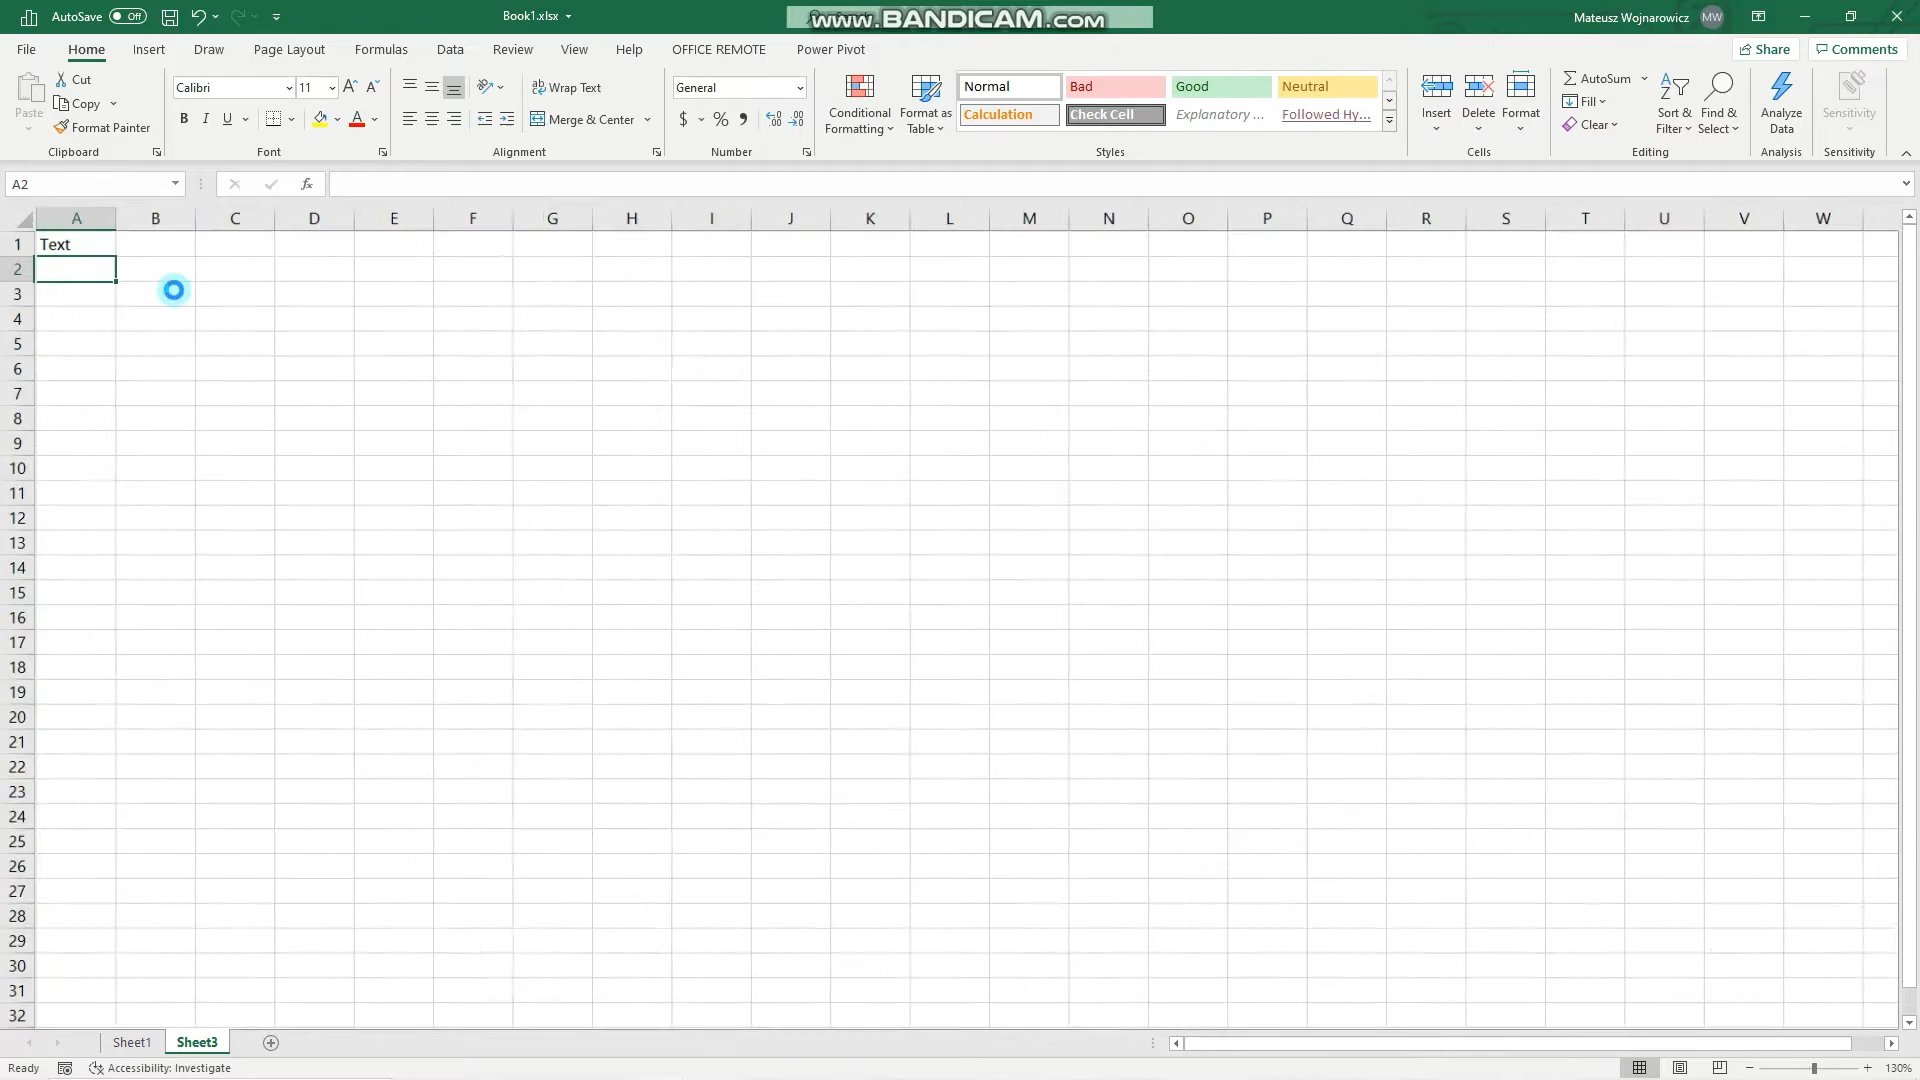 AutoSave Off Book1.xlsx www.BANDICAM.com Mateusz Wojnarowicz MW
File Home Insert Draw Page Layout Formulas Data Review View Help OFFICE REMOTE Power Pivot Share Comments
Paste
Cut
Copy
Format Painter
Clipboard
Calibri 11
B I U
Font
Wrap Text
Merge & Center
Alignment
General
$ % ,
Number
Conditional
Formatting
Format as
Table
Normal Bad Good Neutral
Calculation Check Cell Explanatory ... Followed Hy...
Styles
Insert Delete Format
Cells
AutoSum
Fill
Clear
Sort &
Filter
Find &
Select
Editing
Analyze
Data
Analysis
Sensitivity
Sensitivity
A2 fx
A B C D E F G H I J K L M N O P Q R S T U V W
1 Text
2
3
4
5
6
7
8
9
10
11
12
13
14
15
16
17
18
19
20
21
22
23
24
25
26
27
28
29
30
31
32
Sheet1 Sheet3
Ready Accessibility: Investigate 130%